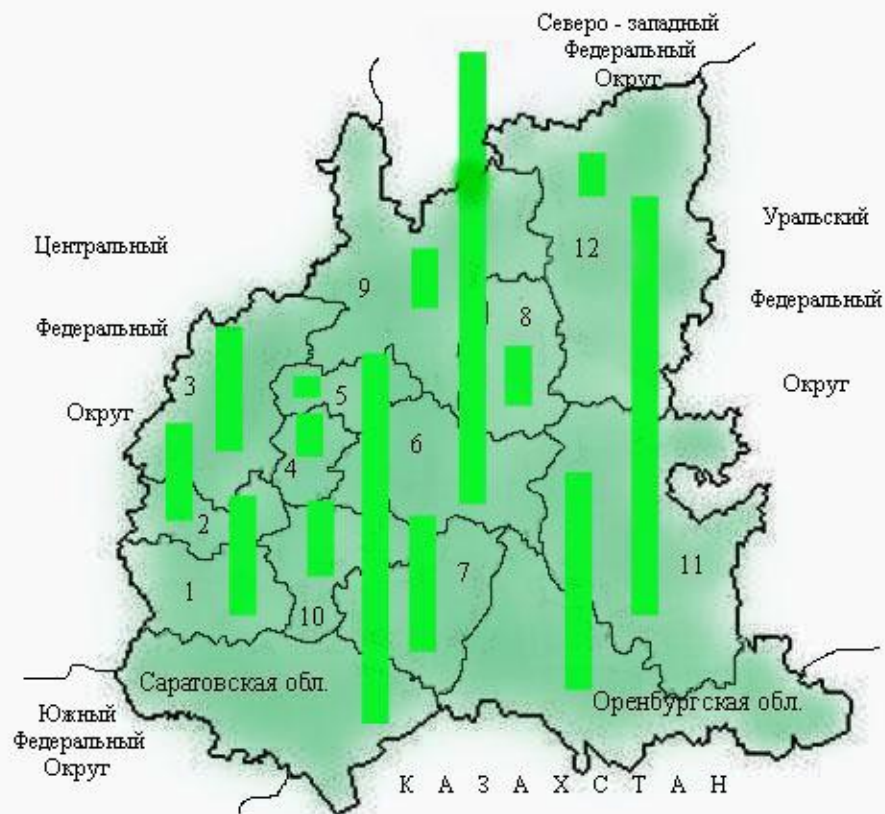 Северо - западный
Федеральный
Округ
Центральный
Федеральный
Округ
Уральский
Федеральный
Округ
12
9
8
3
5
6
4
2
1
10
7
11
Саратовская обл.
Оренбургская обл.
Южный
Федеральный
Округ
К А З А Х С Т А Н